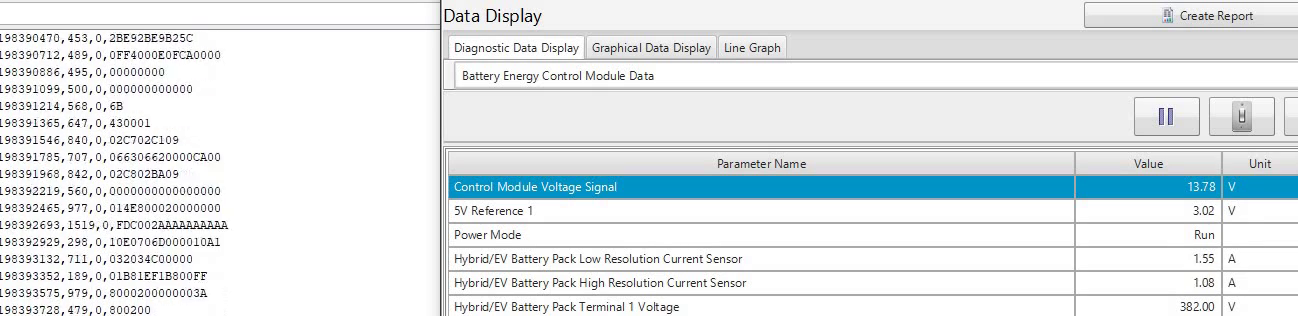 198390470,453,0,2BE92BE9B25C
198390712,489,0,0FF4000E0FCA0000
198390886,495,0,00000000
198391099,500,0,000000000000
198391214,568,0,6B
198391365,647,0,430001
198391546,840,0,02C702C109
198391785,707,0,066306620000CA00
198391968,842,0,02C802BA09
198392219,560,0,0000000000000000
198392465,977,0,014E800020000000
198392693,1519,0,FDC002AAAAAAAAAA
198392929,298,0,10E0706D000010A1
198393132,711,0,032034C00000
198393352,189,0,01B81EF1B800FF
198393575,979,0,8000200000003A
198393728,479,0,800200
Data Display
Create Report
Diagnostic Data Display Graphical Data Display Line Graph
Battery Energy Control Module Data
Parameter Name Value Unit
Control Module Voltage Signal 13.78 V
5V Reference 1 3.02 V
Power Mode Run
Hybrid/EV Battery Pack Low Resolution Current Sensor 1.55 A
Hybrid/EV Battery Pack High Resolution Current Sensor 1.08 A
Hybrid/EV Battery Pack Terminal 1 Voltage 382.00 V